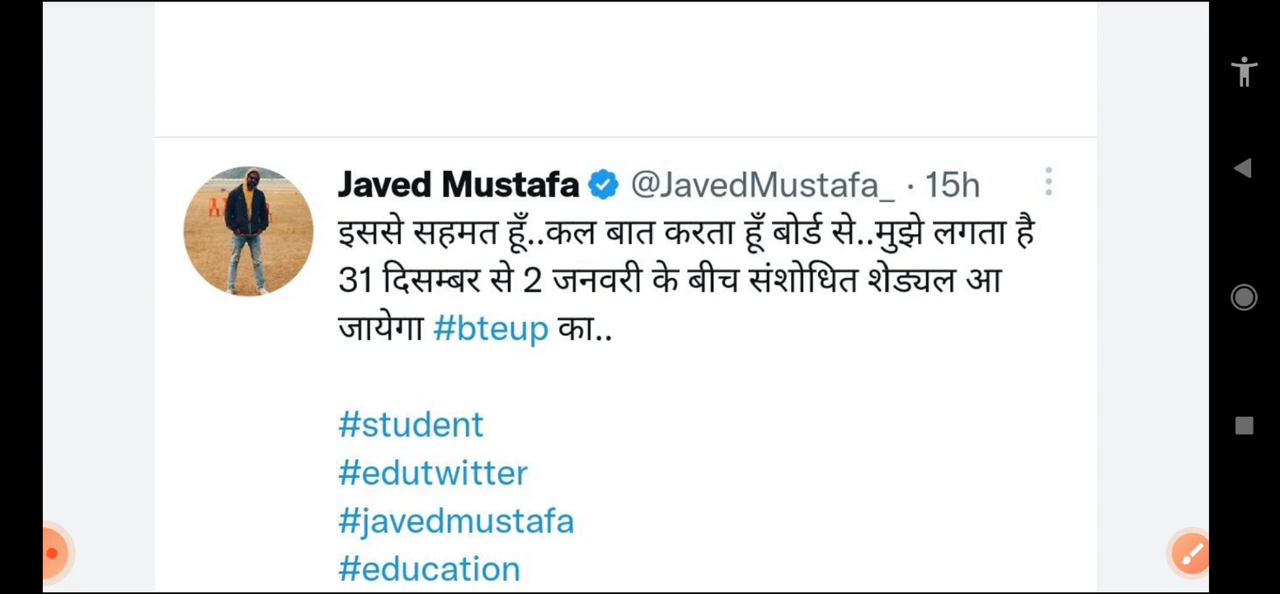 Javed Mustafa @JavedMustafa_ · 15h
इससे सहमत हूँ..कल बात करता हूँ बोर्ड से..मुझे लगता है
31 दिसम्बर से 2 जनवरी के बीच संशोधित शेड्यल आ
जायेगा #bteup का..
#student
#edutwitter
#javedmustafa
#education